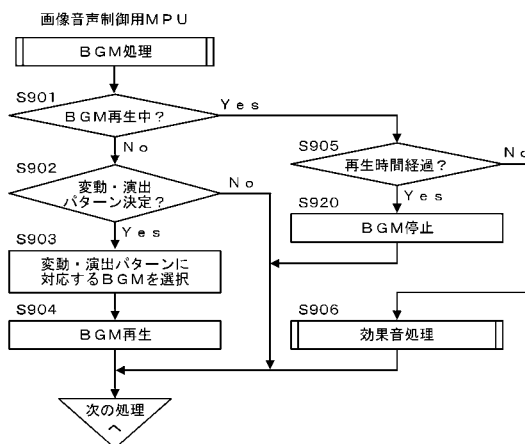 画像音声制御用MPU
BGM処理
S901
BGM再生中?
Yes
No
S902
変動・演出
パターン決定?
No
Yes
S903
変動・演出パターンに
対応するBGMを選択
S904
BGM再生
S905
再生時間経過?
No
Yes
S920
BGM停止
S906
効果音処理
次の処理
へ